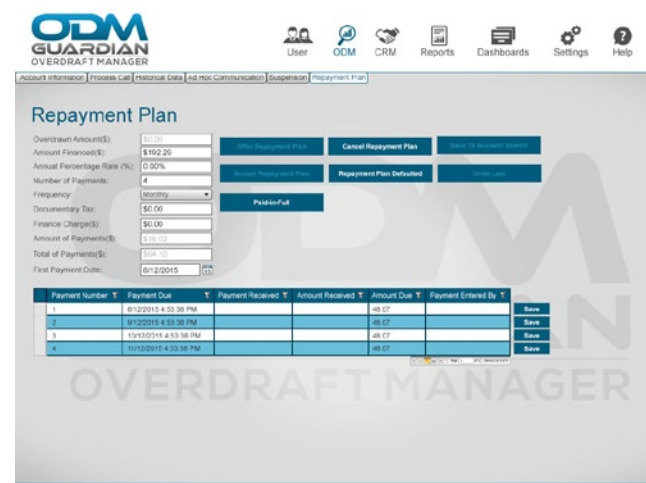 ODM
GUARDIAN
OVERDRAFT MANAGER
User ODM CRM Reports Dashboards Settings Help
Account Information Process Call Historical Data Ad Hoc Communication Suspension Repayment Plan
Repayment Plan
Overdrawn Amount($): $0.00
Amount Financed($): $192.26
Annual Percentage Rate (%): 0.00%
Number of Payments: 4
Frequency: Monthly
Documentary Tax: $0.00
Finance Charge($): $0.00
Amount of Payments($): $16.02
Total of Payments($): $64.10
First Payment Date: 8/12/2015
Offer Repayment Plan Cancel Repayment Plan Back To Account Search
Accept Repayment Plan Repayment Plan Defaulted Undo Last
Paid-in-Full
Payment Number Payment Due Payment Received Amount Received Amount Due Payment Entered By
1 8/12/2015 4:53:38 PM 48.07 Save
2 9/12/2015 4:53:38 PM 48.07 Save
3 10/12/2015 4:53:38 PM 48.07 Save
4 11/12/2015 4:53:38 PM 48.07 Save
ODM
OVERDRAFT MANAGER